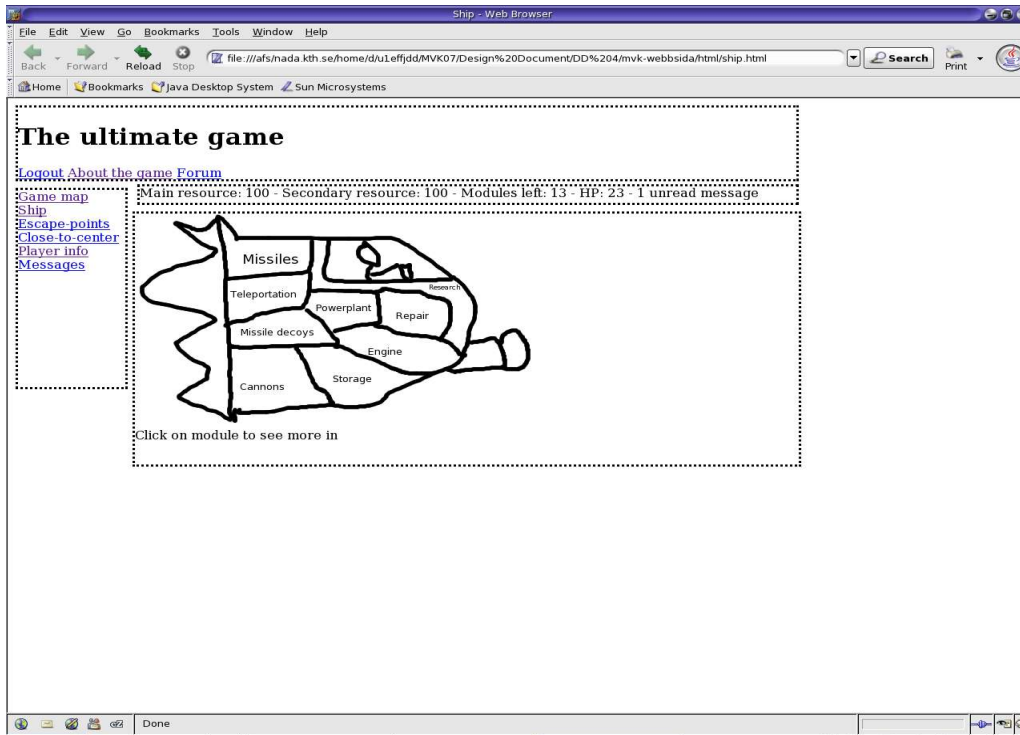 Ship - Web Browser
File Edit View Go Bookmarks Tools Window Help
Back Forward Reload Stop file:///afs/nada.kth.se/home/d/u1effjdd/MVK07/Design%20Document/DD%204/mvk-webbsida/html/ship.html Search Print
Home Bookmarks Java Desktop System Sun Microsystems
The ultimate game
Logout About the game Forum
Main resource: 100 - Secondary resource: 100 - Modules left: 13 - HP: 23 - 1 unread message
Game map
Ship
Escape-points
Close-to-center
Player info
Messages
Missiles
Research
Teleportation
Powerplant
Repair
Missile decoys
Engine
Storage
Cannons
Click on module to see more in
Done